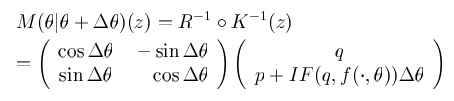 M(θ|θ + Δθ)(z) = R⁻¹ ∘ K⁻¹(z)
= ( cos Δθ − sin Δθ ) ( q )
( sin Δθ cos Δθ ) ( p + IF(q, f(·, θ))Δθ )